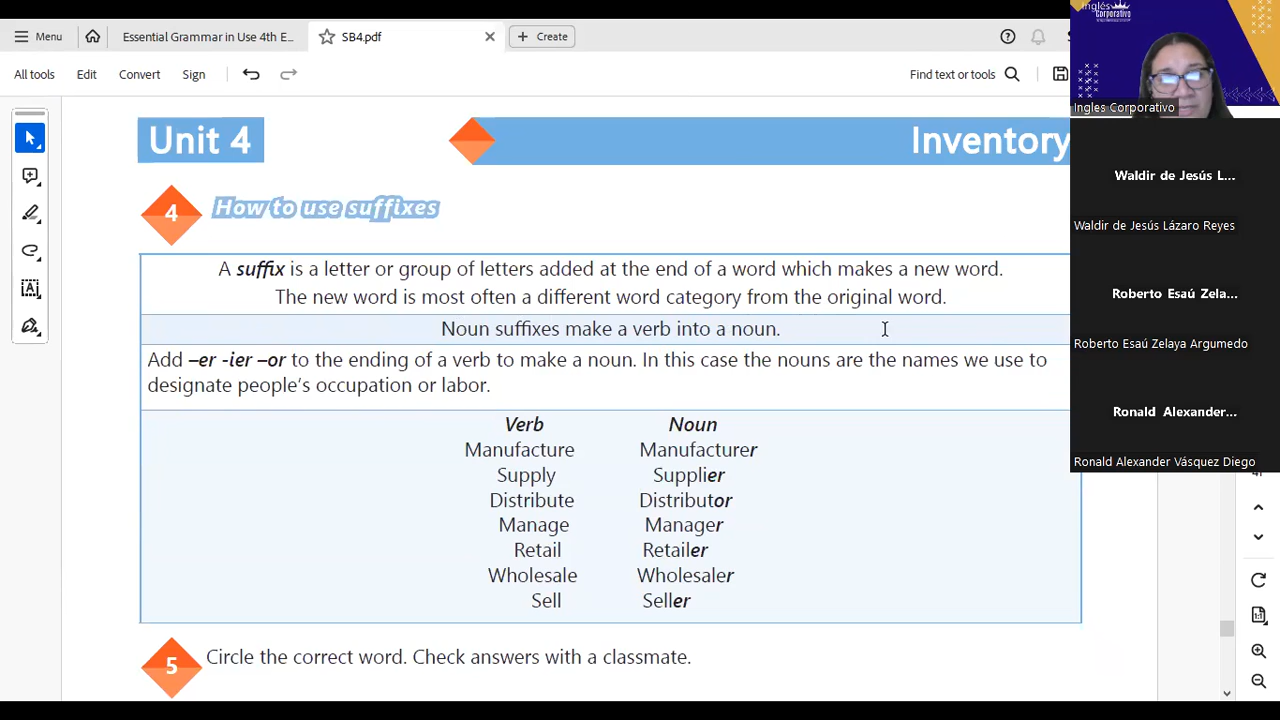 Menu
Essential Grammar in Use 4th E...
SB4.pdf
Create
All tools
Edit
Convert
Sign
Find text or tools
Inglés
Corporativo
Ingles Corporativo
Waldir de Jesús L...
Waldir de Jesús Lázaro Reyes
Roberto Esaú Zela...
Roberto Esaú Zelaya Argumedo
Ronald Alexander...
Ronald Alexander Vásquez Diego
Unit 4
Inventory
4
How to use suffixes
A suffix is a letter or group of letters added at the end of a word which makes a new word.
The new word is most often a different word category from the original word.
Noun suffixes make a verb into a noun.
Add –er -ier –or to the ending of a verb to make a noun. In this case the nouns are the names we use to
designate people's occupation or labor.
Verb Noun
Manufacture Manufacturer
Supply Supplier
Distribute Distributor
Manage Manager
Retail Retailer
Wholesale Wholesaler
Sell Seller
5
Circle the correct word. Check answers with a classmate.